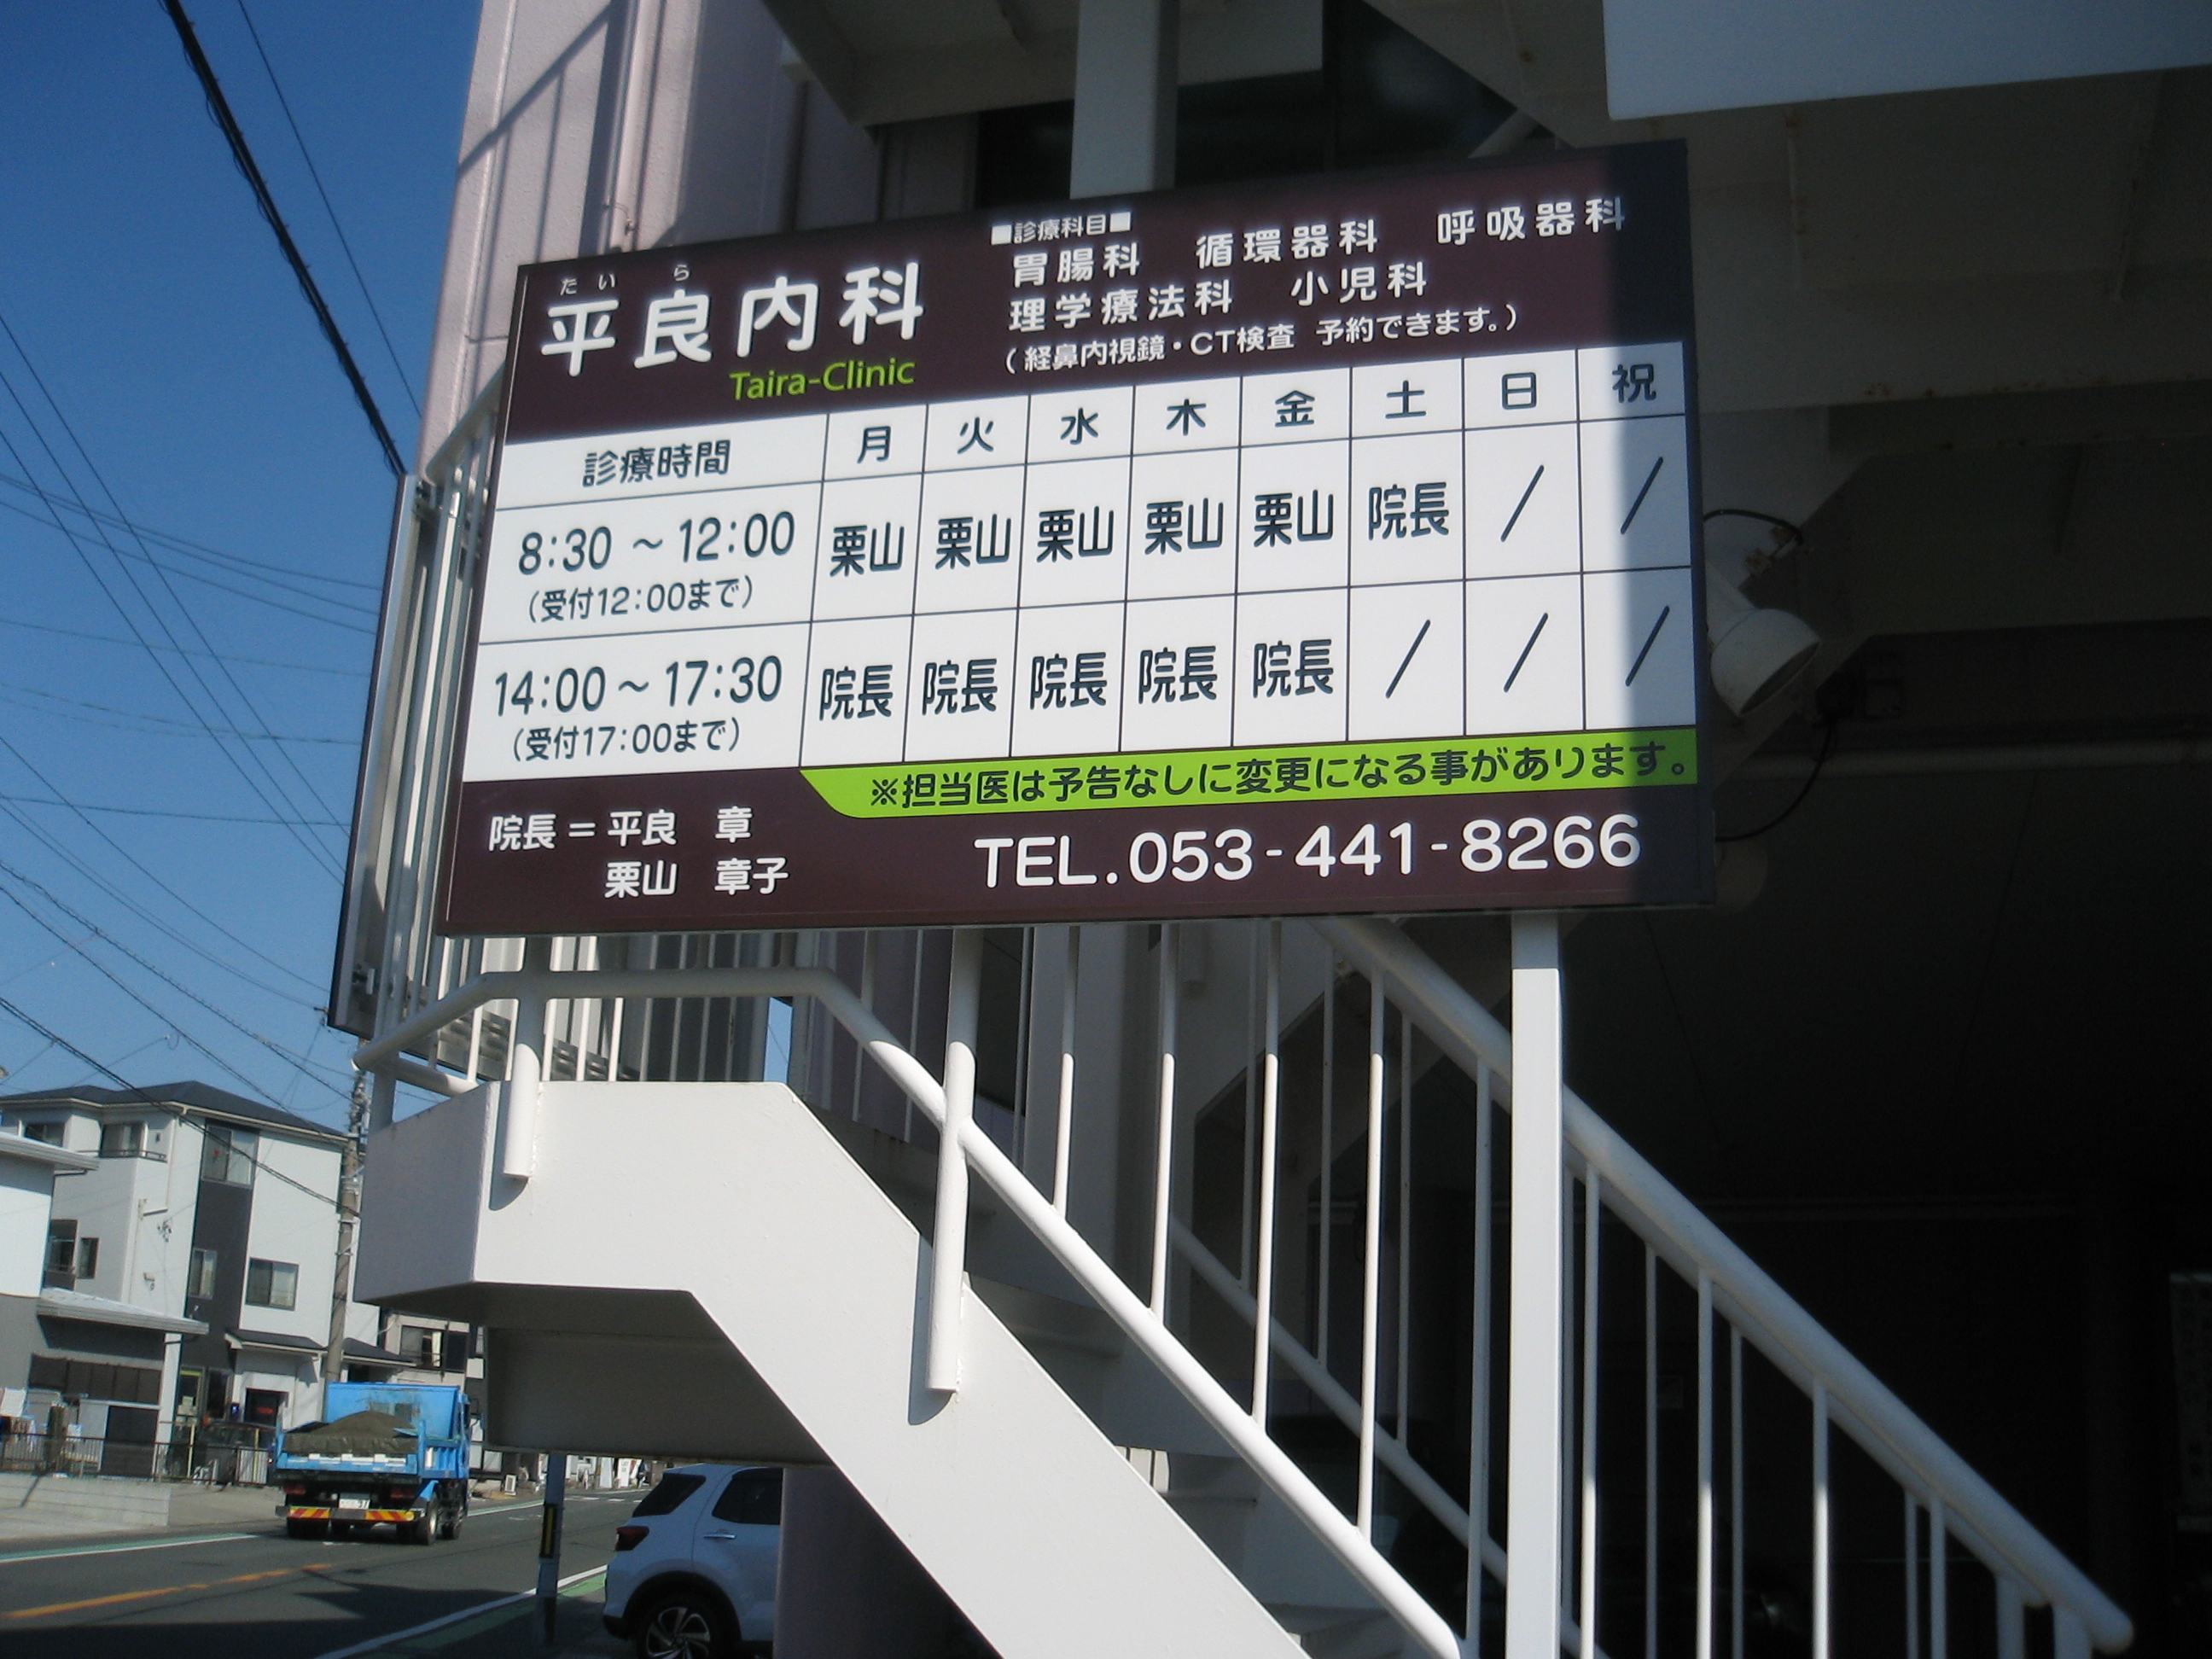 たいら
平良内科
Taira-Clinic
■診療科目■
胃腸科 循環器科 呼吸器科
理学療法科 小児科
（経鼻内視鏡・CT検査 予約できます。）
診療時間 月 火 水 木 金 土 日 祝
8:30 ～ 12:00 栗山 栗山 栗山 栗山 栗山 院長 / /
（受付12:00まで）
14:00 ～ 17:30 院長 院長 院長 院長 院長 / / /
（受付17:00まで）
※担当医は予告なしに変更になる事があります。
院長 = 平良 章
栗山 章子
TEL.053-441-8266